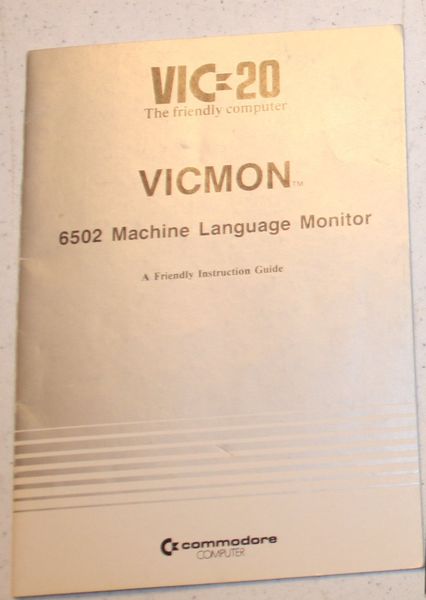 VIC-20
The friendly computer
VICMON™
6502 Machine Language Monitor
A Friendly Instruction Guide
commodore
COMPUTER